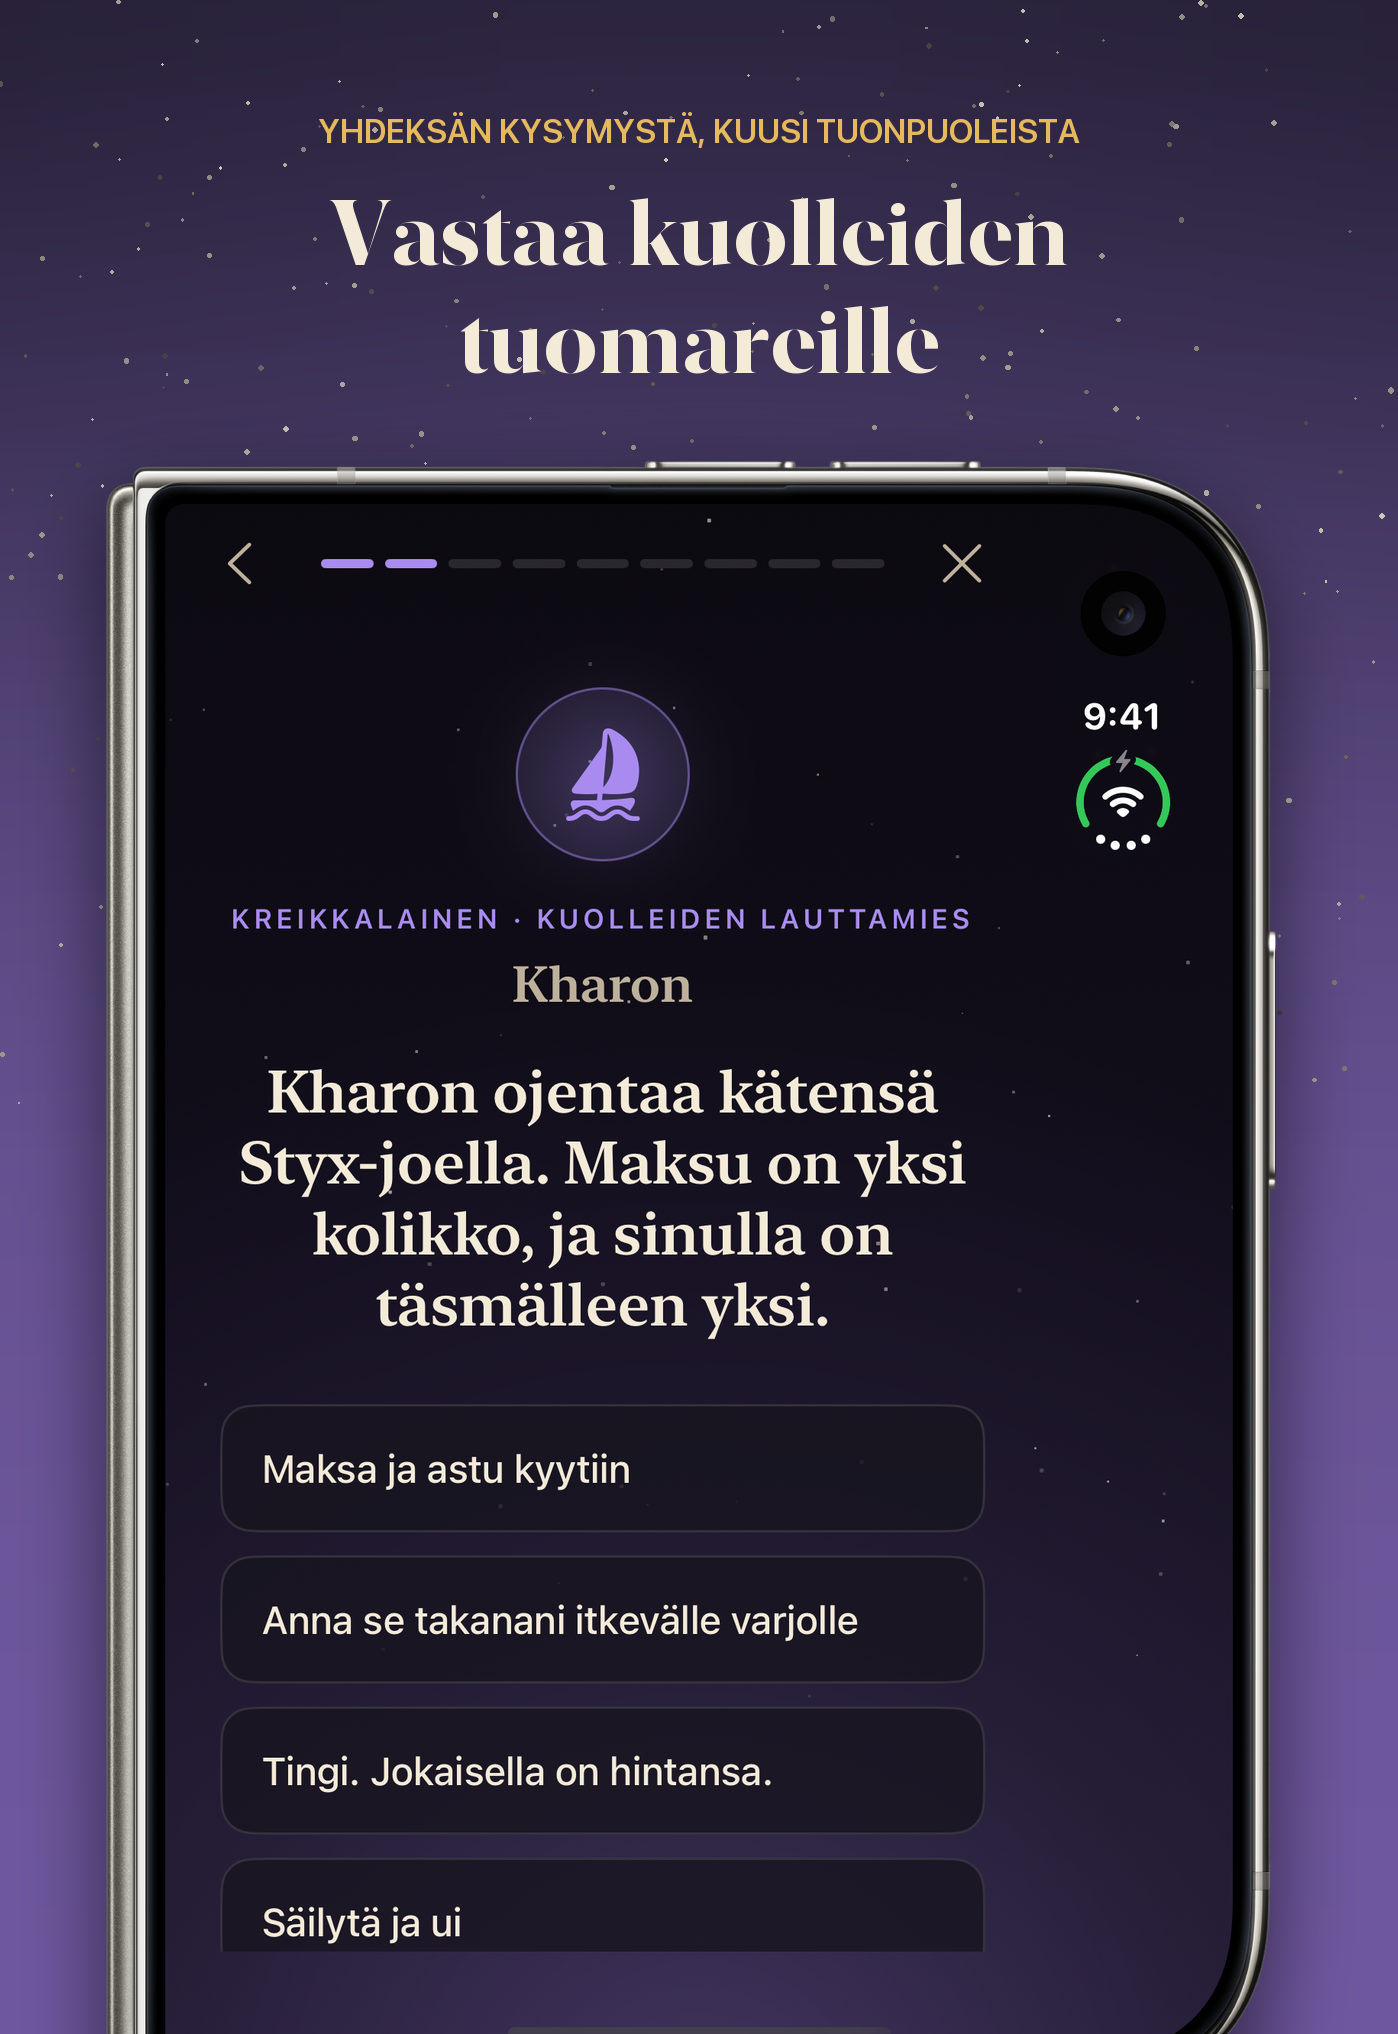 YHDEKSÄN KYSYMYSTÄ, KUUSI TUONPUOLEISTA
Vastaa kuolleiden
tuomareille
9:41
KREIKKALAINEN · KUOLLEIDEN LAUTTAMIES
Kharon
Kharon ojentaa kätensä
Styx-joella. Maksu on yksi
kolikko, ja sinulla on
täsmälleen yksi.
Maksa ja astu kyytiin
Anna se takanani itkevälle varjolle
Tingi. Jokaisella on hintansa.
Säilytä ja ui